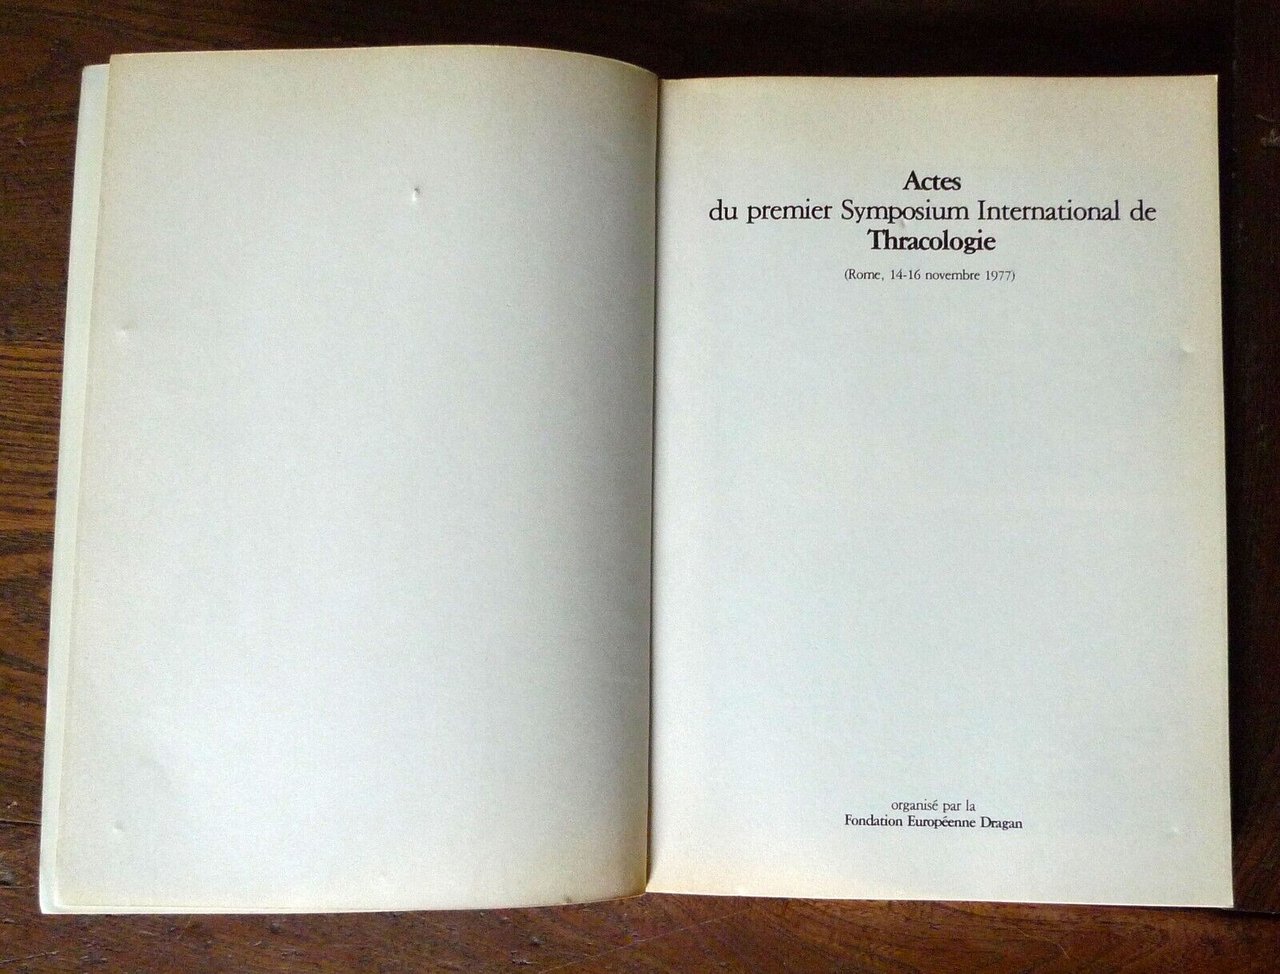 Actes
du premier Symposium International de
Thracologie
(Rome, 14-16 novembre 1977)
organisé par la
Fondation Européenne Dragan